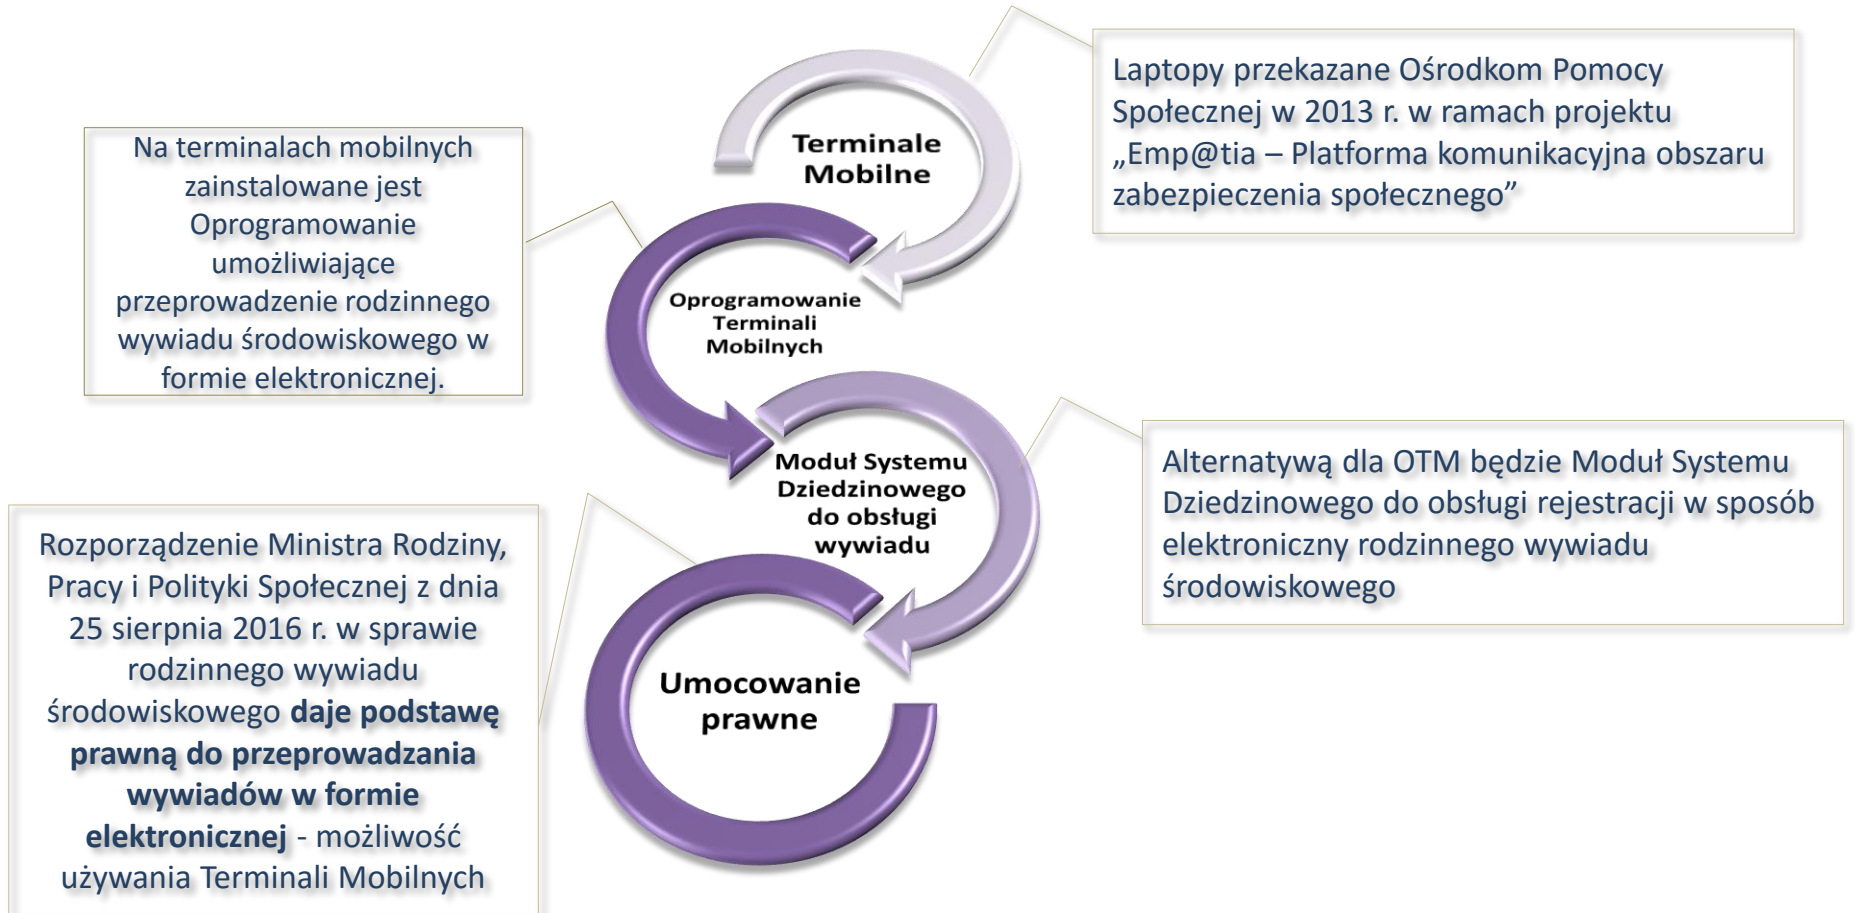 Laptopy przekazane Ośrodkom Pomocy
Społecznej w 2013 r. w ramach projektu
„Emp@tia – Platforma komunikacyjna obszaru
zabezpieczenia społecznego”
Terminale
Mobilne
Na terminalach mobilnych
zainstalowane jest
Oprogramowanie
umożliwiające
przeprowadzenie rodzinnego
wywiadu środowiskowego w
formie elektronicznej.
Oprogramowanie
Terminali
Mobilnych
Moduł Systemu
Dziedzinowego
do obsługi
wywiadu
Alternatywą dla OTM będzie Moduł Systemu
Dziedzinowego do obsługi rejestracji w sposób
elektroniczny rodzinnego wywiadu
środowiskowego
Rozporządzenie Ministra Rodziny,
Pracy i Polityki Społecznej z dnia
25 sierpnia 2016 r. w sprawie
rodzinnego wywiadu
środowiskowego daje podstawę
prawną do przeprowadzania
wywiadów w formie
elektronicznej - możliwość
używania Terminali Mobilnych
Umocowanie
prawne